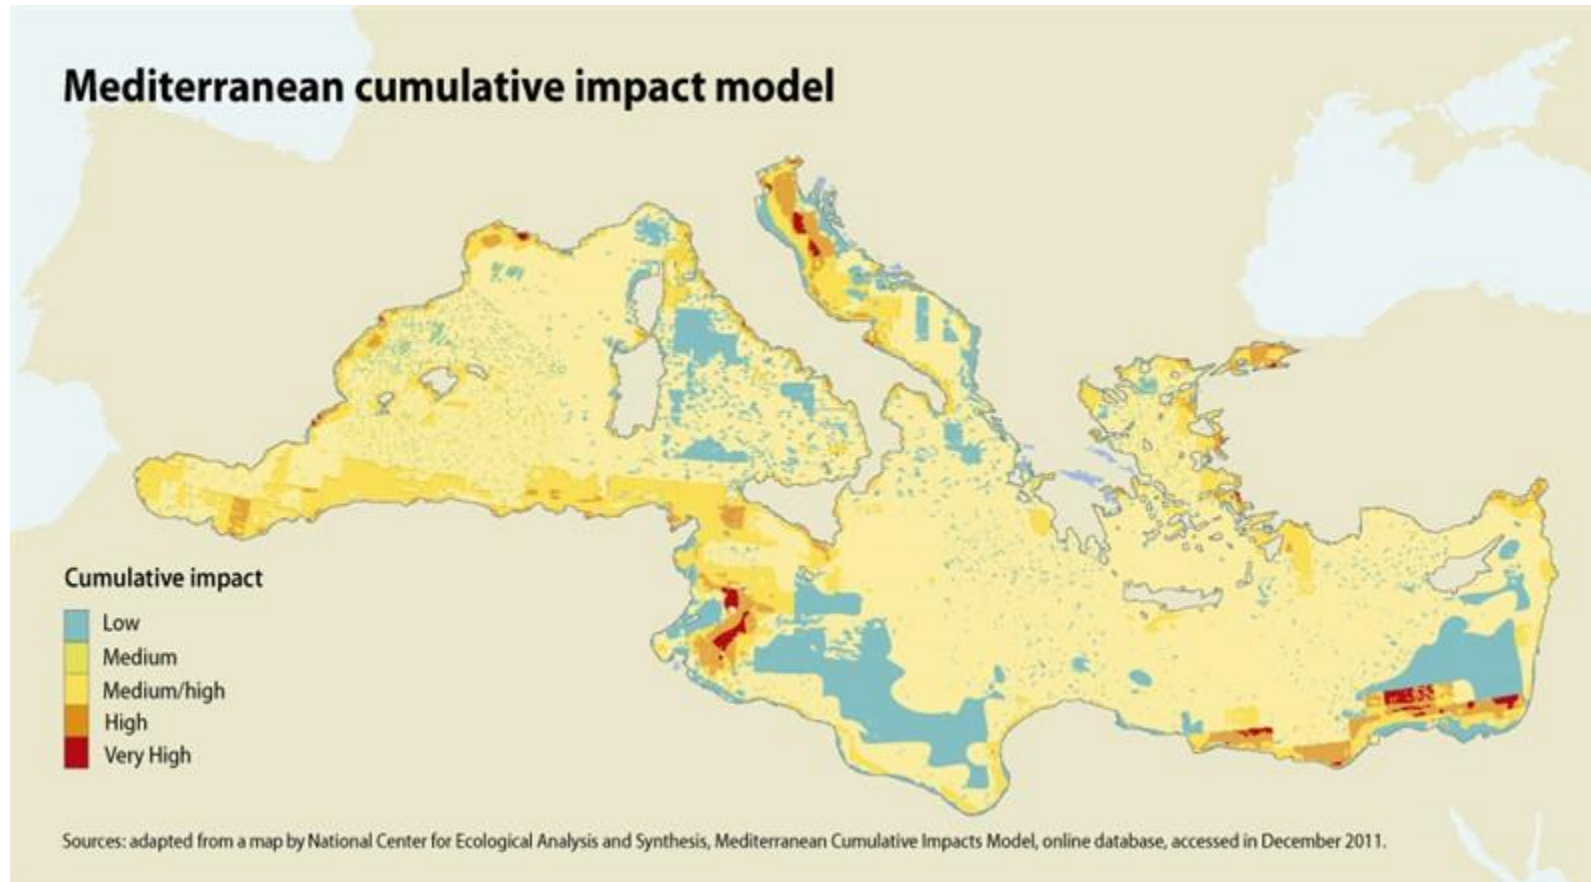 Mediterranean cumulative impact model
Cumulative impact
Low
Medium
Medium/high
High
Very High
Sources: adapted from a map by National Center for Ecological Analysis and Synthesis, Mediterranean Cumulative Impacts Model, online database, accessed in December 2011.